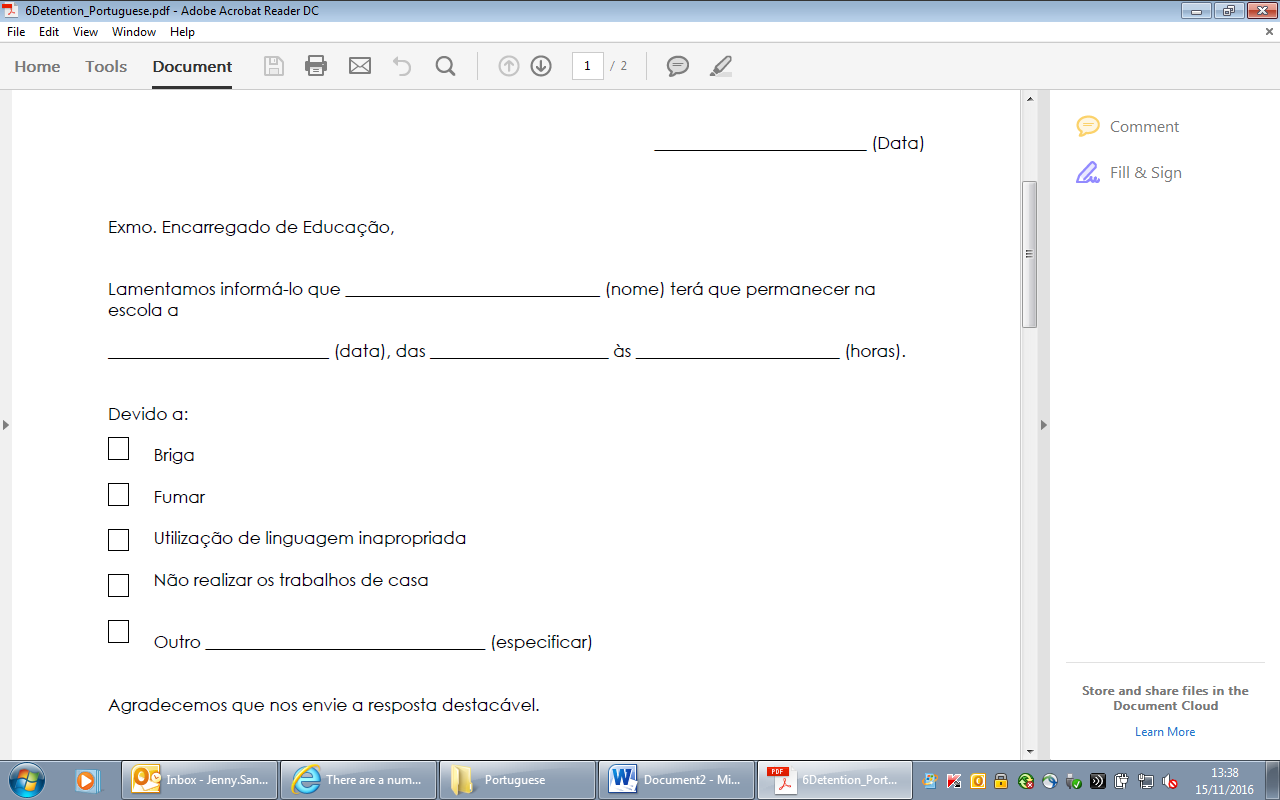 6Detention_Portuguese.pdf - Adobe Acrobat Reader DC
File Edit View Window Help
Home Tools Document 1 / 2
_______________________ (Data)
Exmo. Encarregado de Educação,
Lamentamos informá-lo que ___________________________ (nome) terá que permanecer na
escola a
________________________ (data), das ___________________ às ______________________ (horas).
Devido a:
Briga
Fumar
Utilização de linguagem inapropriada
Não realizar os trabalhos de casa
Outro ______________________________ (especificar)
Agradecemos que nos envie a resposta destacável.
Comment
Fill & Sign
Store and share files in the
Document Cloud
Learn More
Inbox - Jenny.San... There are a num... Portuguese Document2 - Mi... PDF 6Detention_Port...
13:38
15/11/2016